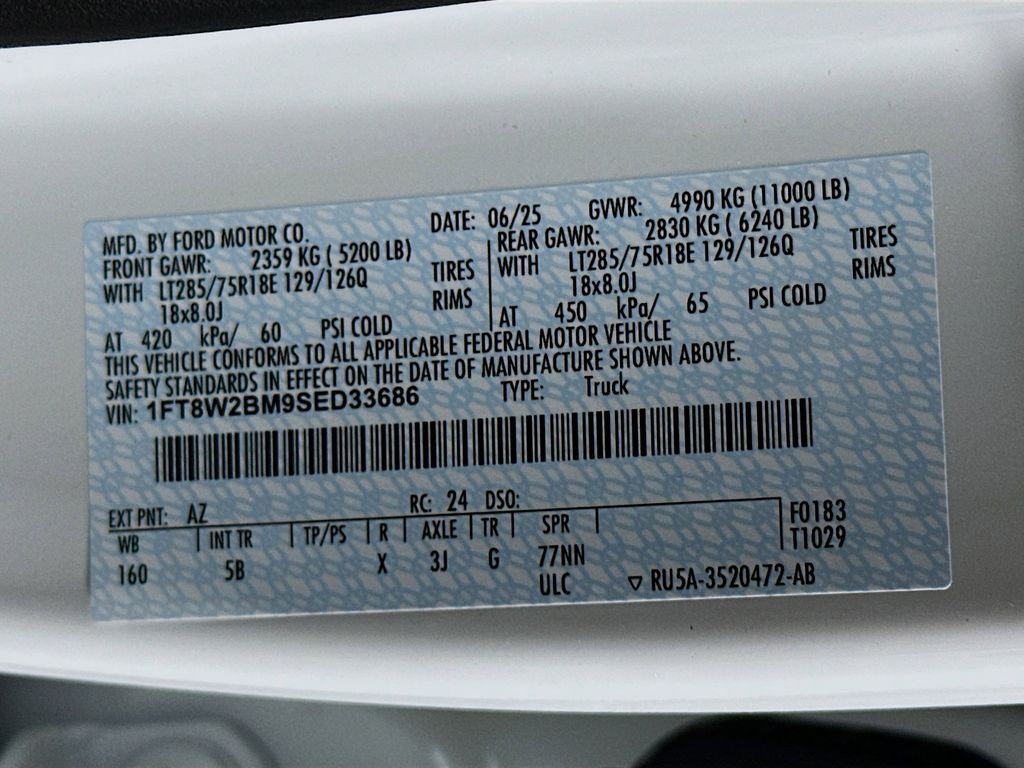 MFD. BY FORD MOTOR CO. DATE: 06/25 GVWR: 4990 KG (11000 LB)
FRONT GAWR: 2359 KG ( 5200 LB) REAR GAWR: 2830 KG ( 6240 LB)
WITH LT285/75R18E 129/126Q TIRES WITH LT285/75R18E 129/126Q TIRES
18x8.0J RIMS 18x8.0J RIMS
AT 420 kPa/ 60 PSI COLD AT 450 kPa/ 65 PSI COLD
THIS VEHICLE CONFORMS TO ALL APPLICABLE FEDERAL MOTOR VEHICLE
SAFETY STANDARDS IN EFFECT ON THE DATE OF MANUFACTURE SHOWN ABOVE.
VIN: 1FT8W2BM9SED33686 TYPE: Truck
EXT PNT: AZ RC: 24 DSO:
WB INT TR TP/PS R AXLE TR SPR F0183
160 5B X 3J G 77NN T1029
ULC ▽ RU5A-3520472-AB